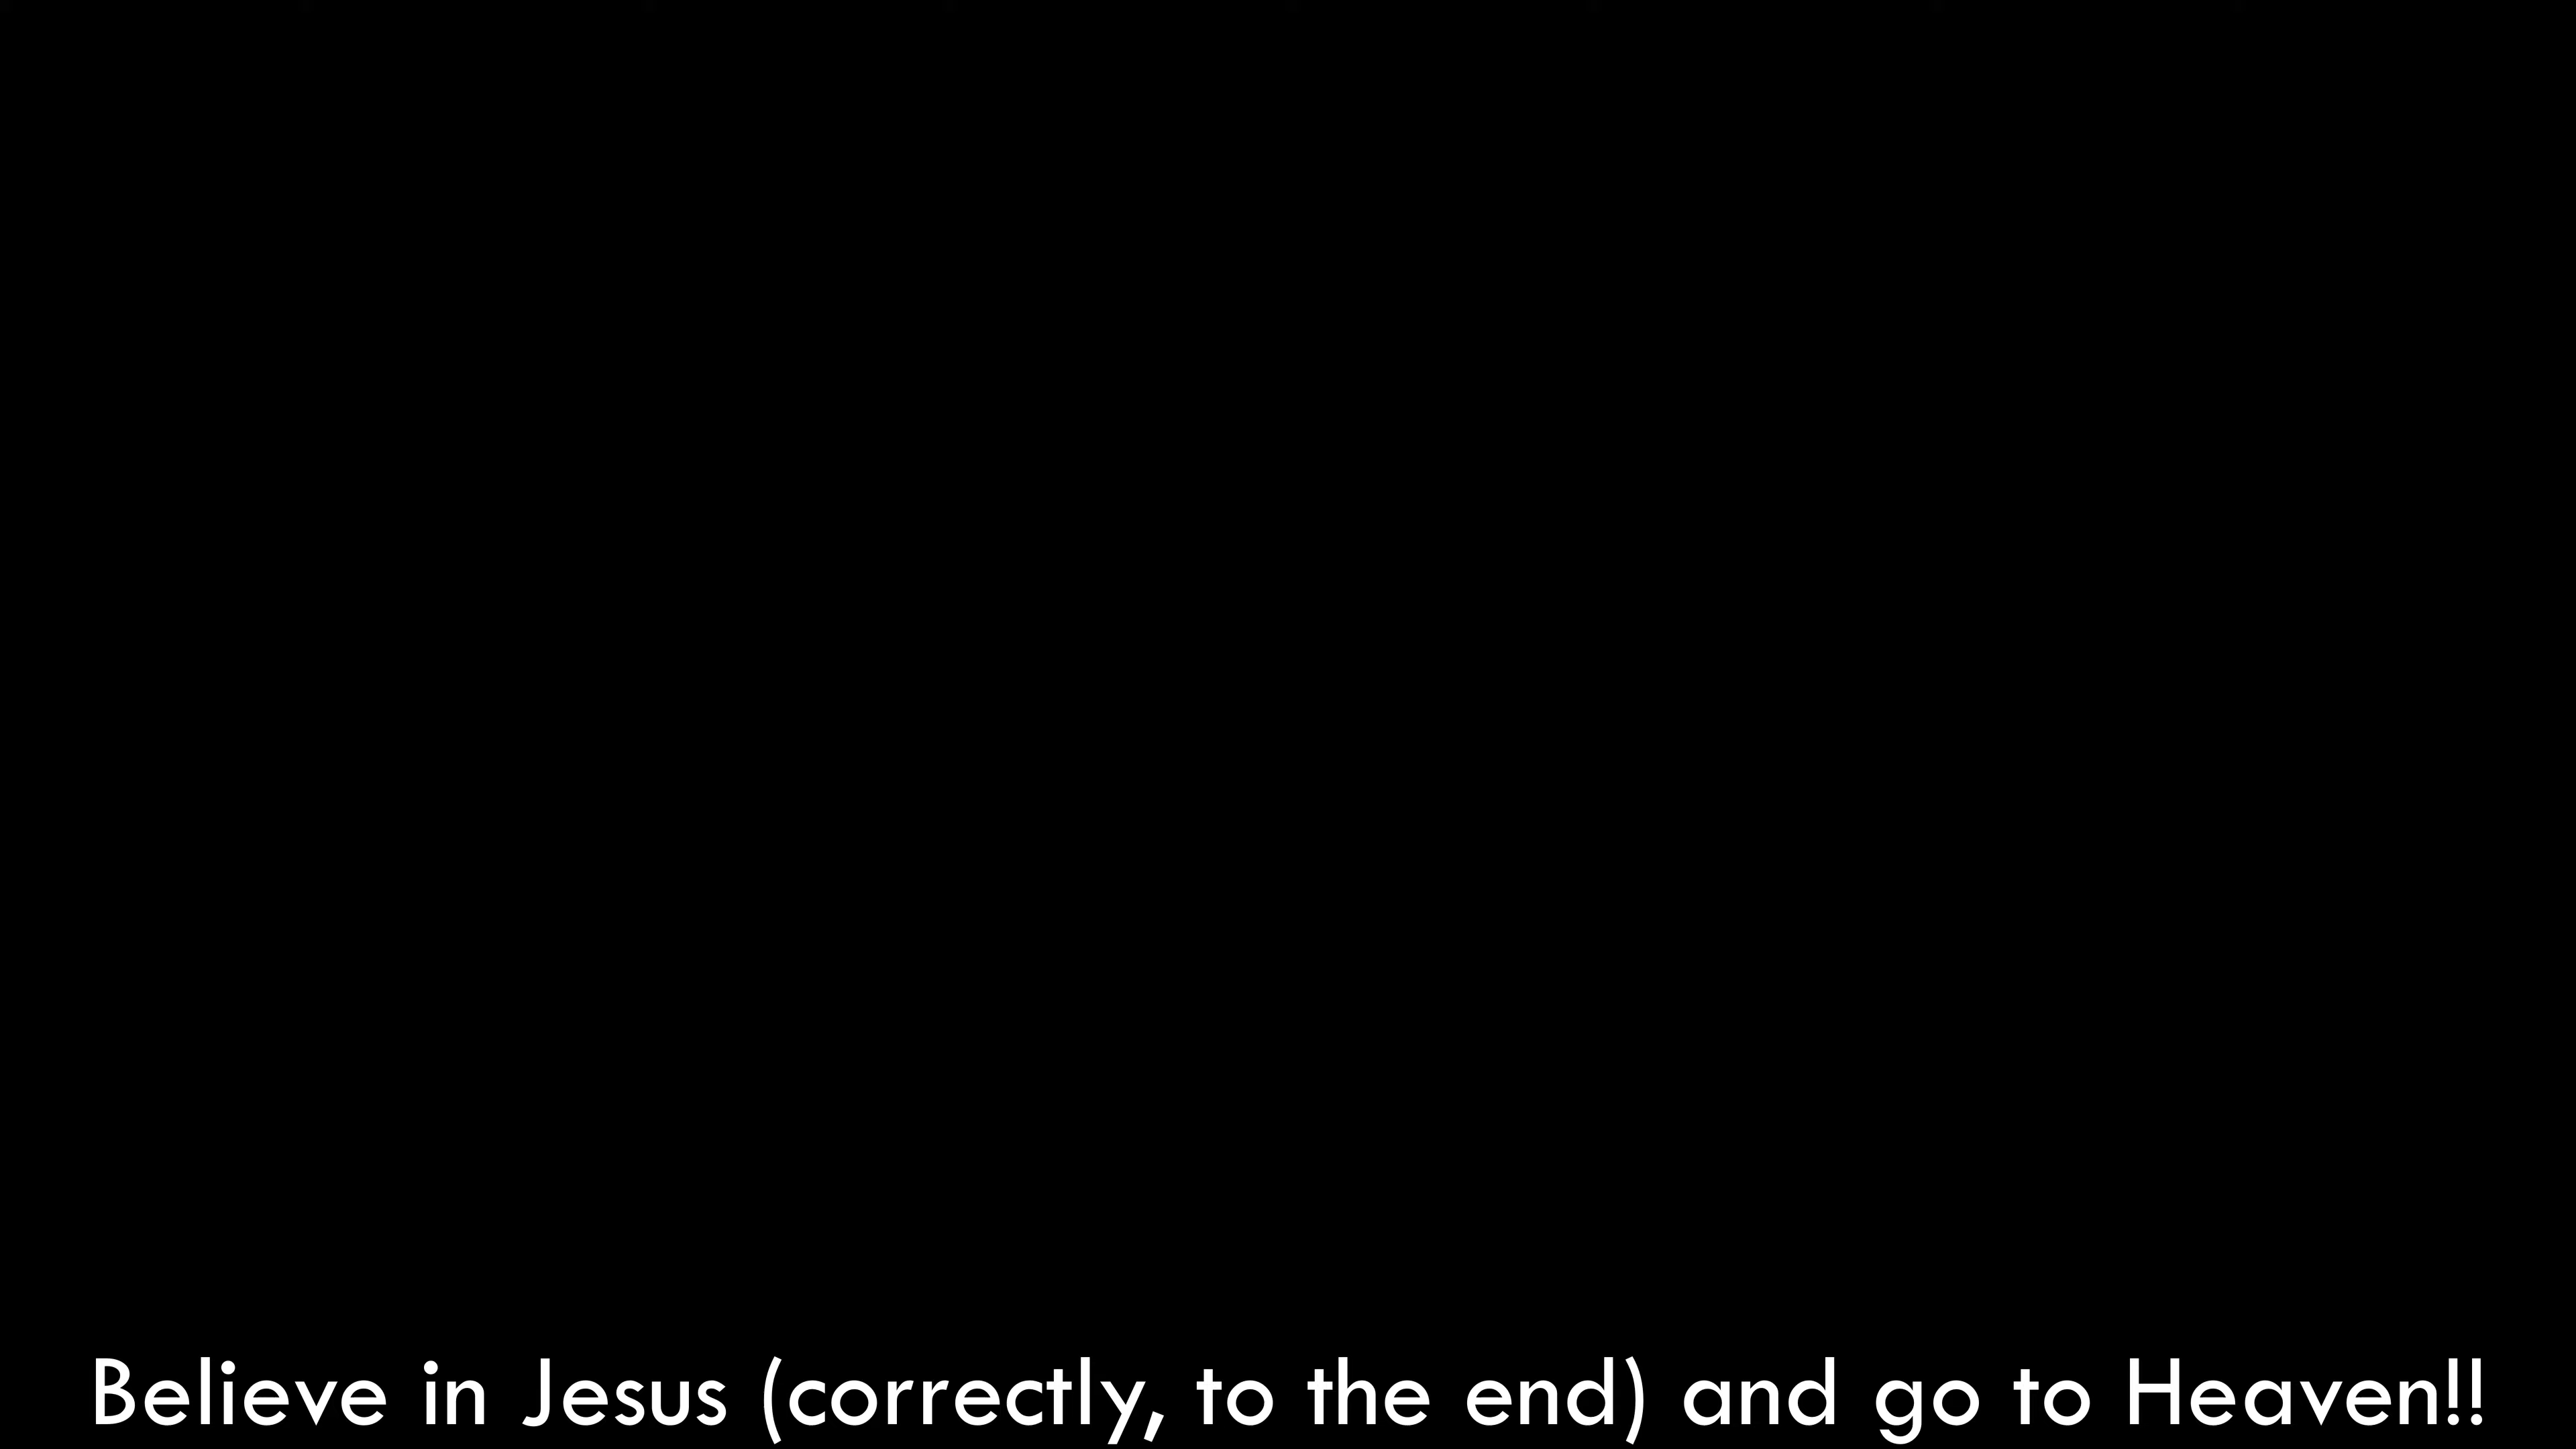 Believe in Jesus (correctly, to the end) and go to Heaven!!